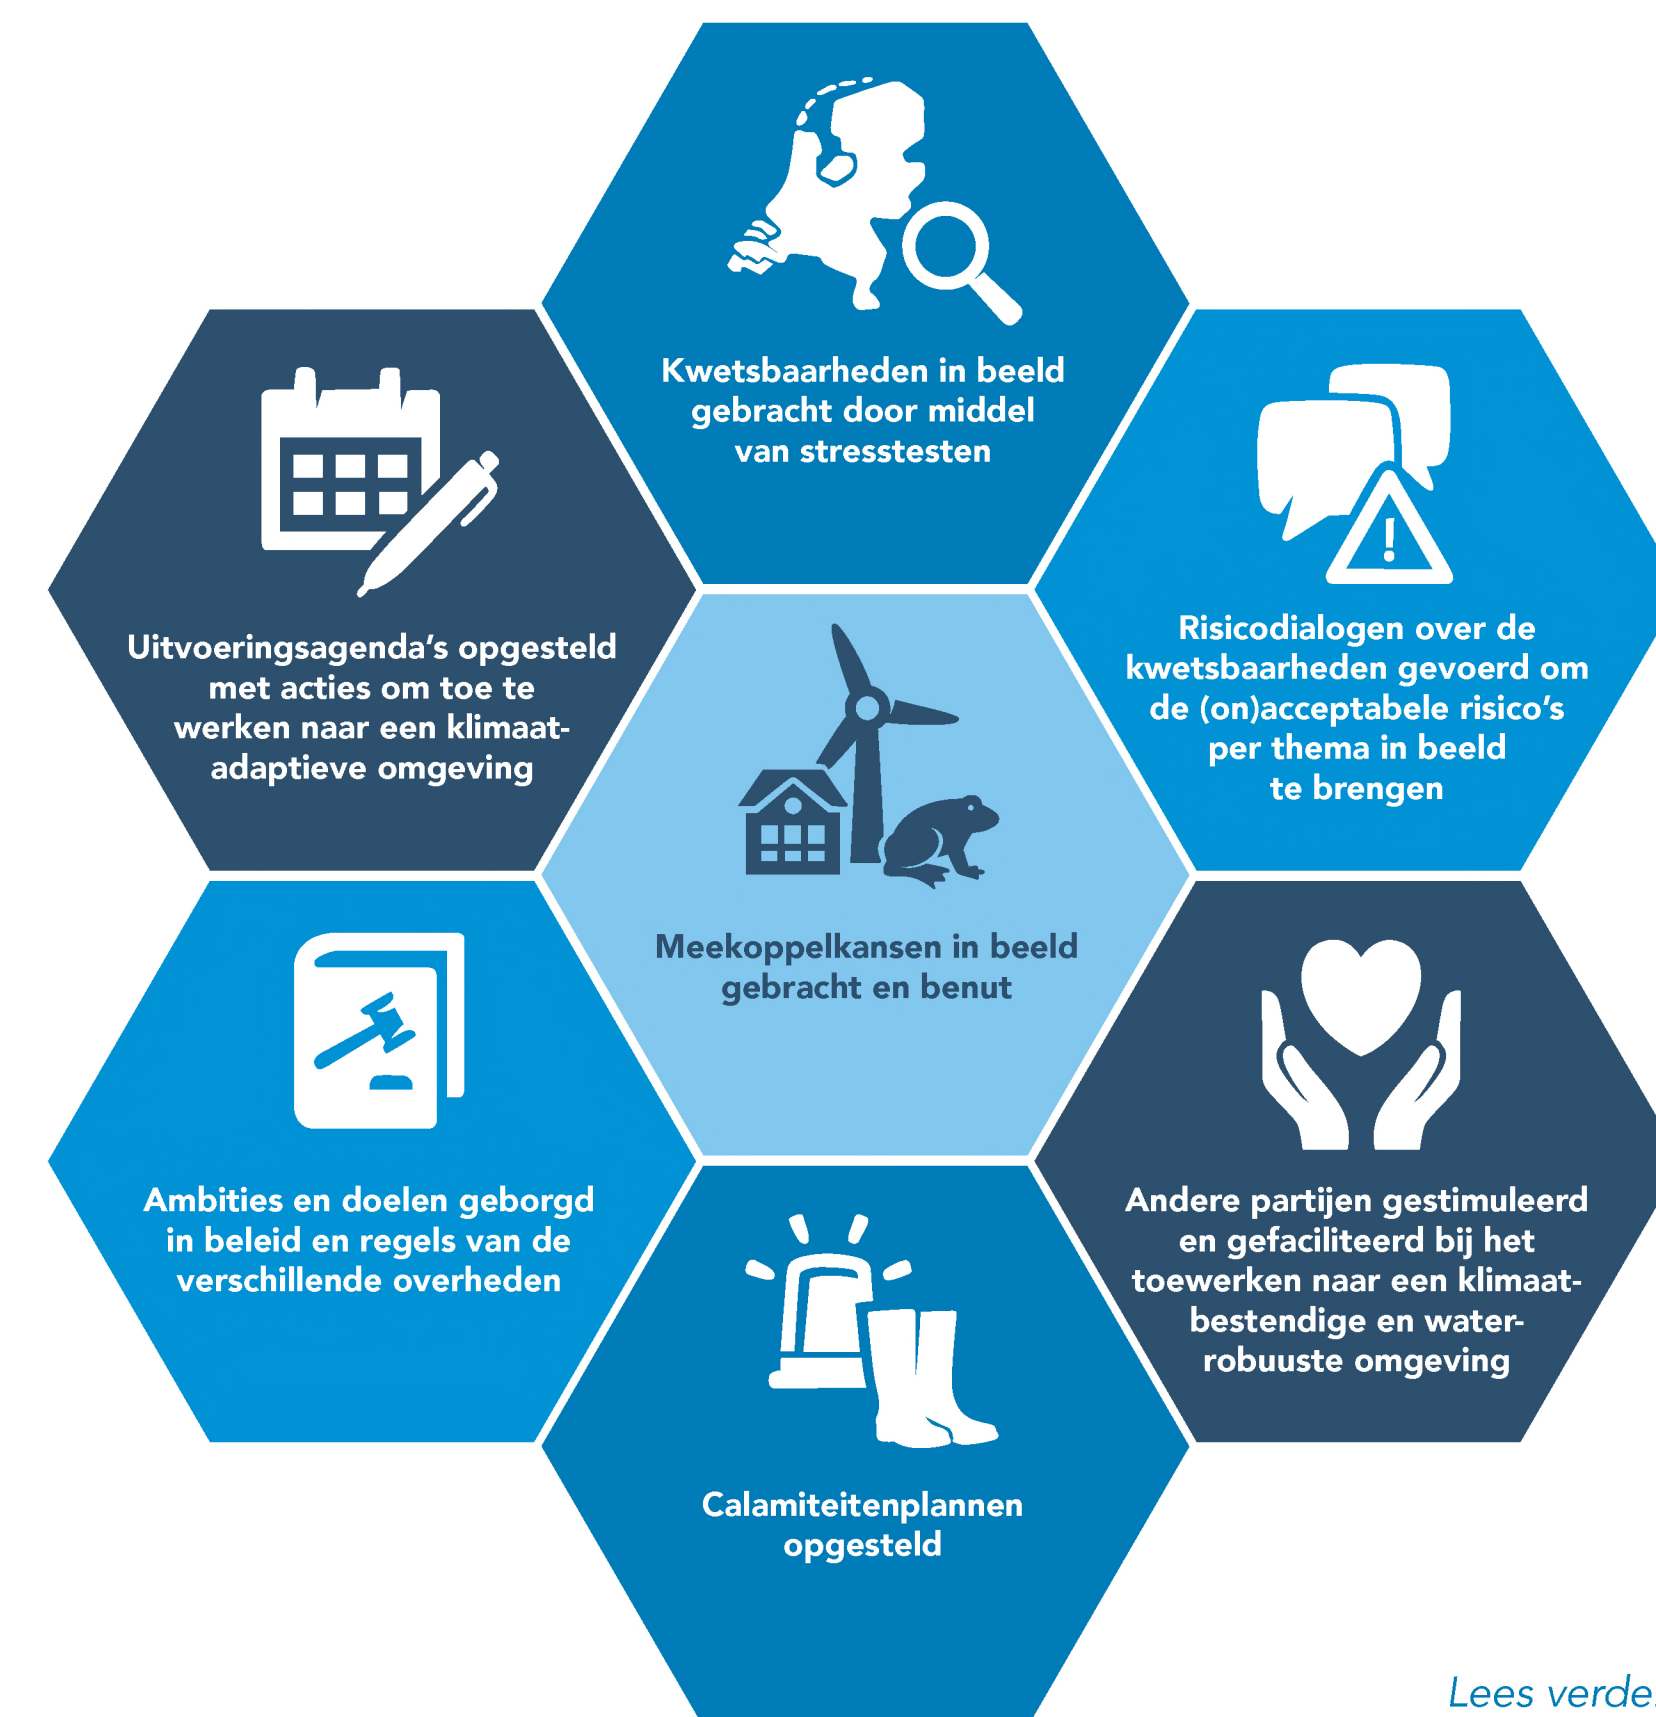 Kwetsbaarheden in beeld
gebracht door middel
van stresstesten
Risicodialogen over de
kwetsbaarheden gevoerd om
de (on)acceptabele risico's
per thema in beeld
te brengen
Uitvoeringsagenda's opgesteld
met acties om toe te
werken naar een klimaat-
adaptieve omgeving
Meekoppelkansen in beeld
gebracht en benut
Ambities en doelen geborgd
in beleid en regels van de
verschillende overheden
Andere partijen gestimuleerd
en gefaciliteerd bij het
toewerken naar een klimaat-
bestendige en water-
robuuste omgeving
Calamiteitenplannen
opgesteld
Lees